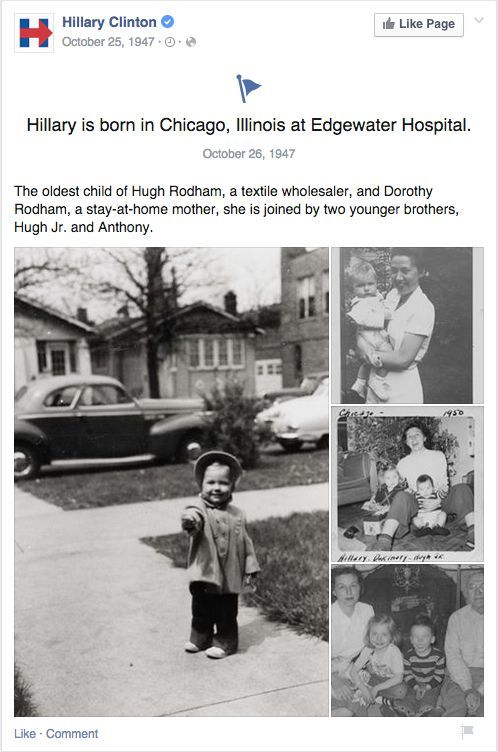 Hillary Clinton
October 25, 1947
Like Page
Hillary is born in Chicago, Illinois at Edgewater Hospital.
October 26, 1947
The oldest child of Hugh Rodham, a textile wholesaler, and Dorothy
Rodham, a stay-at-home mother, she is joined by two younger brothers,
Hugh Jr. and Anthony.
Chicago - 1950
Hillary. Dorothy. Hugh Jr.
Like · Comment